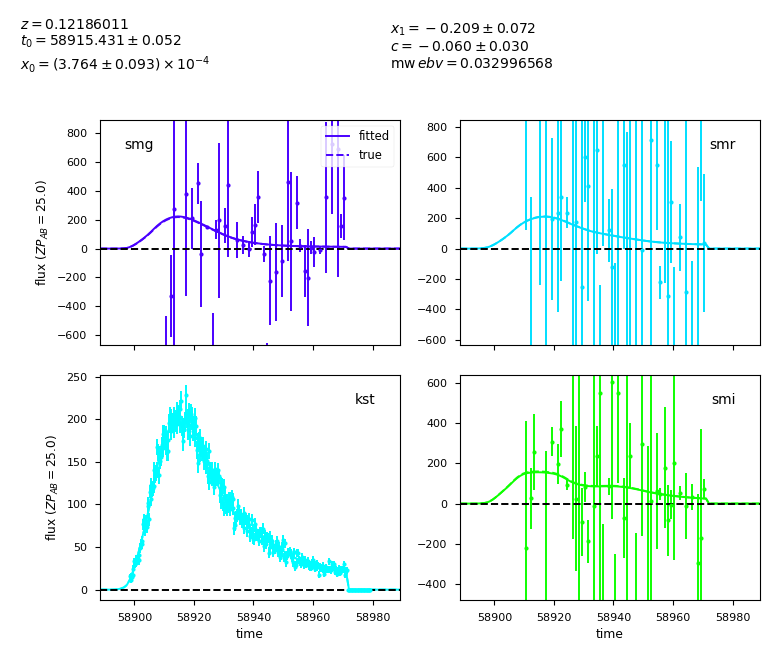 z = 0.12186011
t0 = 58915.431 ± 0.052
x0 = (3.764 ± 0.093) × 10^−4
x1 = −0.209 ± 0.072
c = −0.060 ± 0.030
mw ebv = 0.032996568
smg
fitted
true
800
600
400
200
0
−200
−400
−600
flux (ZP_AB = 25.0)
smr
800
600
400
200
0
−200
−400
−600
kst
250
200
150
100
50
0
flux (ZP_AB = 25.0)
58900 58920 58940 58960 58980
time
smi
600
400
200
0
−200
−400
58900 58920 58940 58960 58980
time